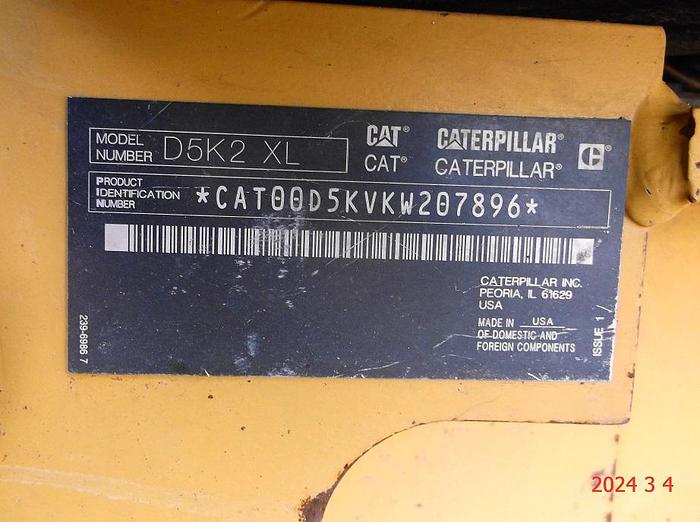 MODEL NUMBER D5K2 XL
CAT® CATERPILLAR® C
CAT® CATERPILLAR®
PRODUCT IDENTIFICATION NUMBER *CAT00D5KVKW207896*
CATERPILLAR INC.
PEORIA, IL 61629
USA
MADE IN USA
OF DOMESTIC AND
FOREIGN COMPONENTS
ISSUE 1
239-6986 7
2024 3 4